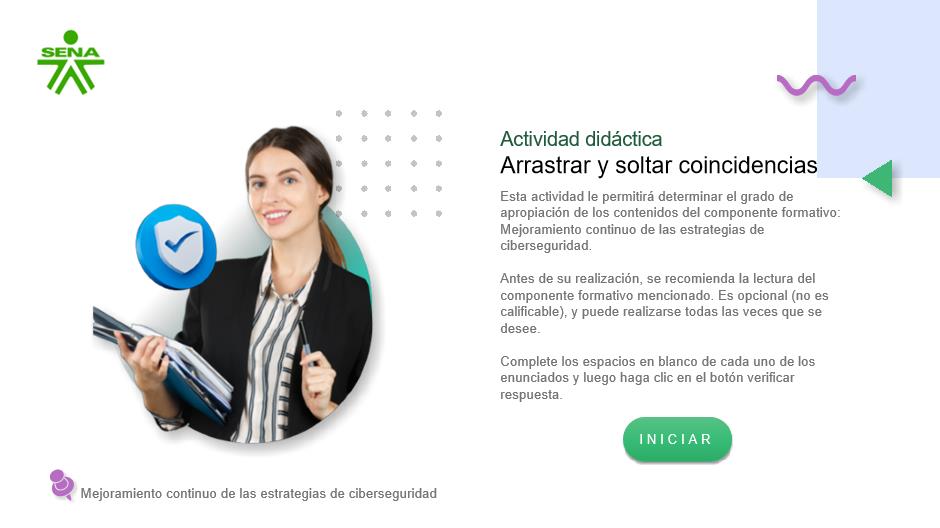 SENA
Actividad didáctica
Arrastrar y soltar coincidencias
Esta actividad le permitirá determinar el grado de
apropiación de los contenidos del componente formativo:
Mejoramiento continuo de las estrategias de
ciberseguridad.
Antes de su realización, se recomienda la lectura del
componente formativo mencionado. Es opcional (no es
calificable), y puede realizarse todas las veces que se
desee.
Complete los espacios en blanco de cada uno de los
enunciados y luego haga clic en el botón verificar
respuesta.
INICIAR
Mejoramiento continuo de las estrategias de ciberseguridad